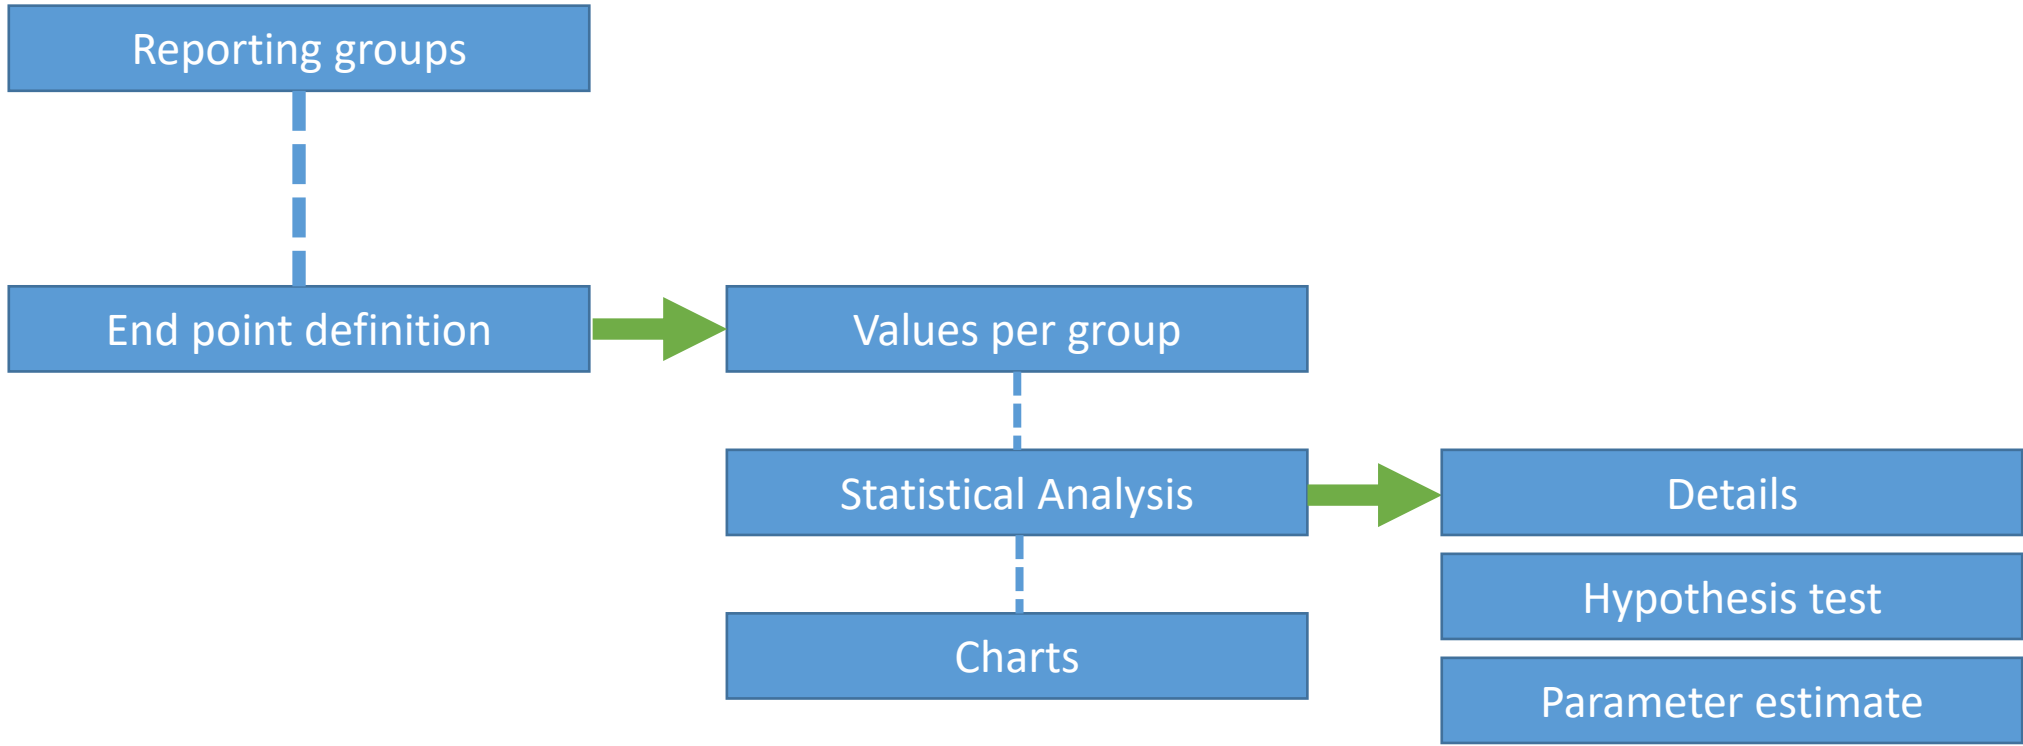 Reporting groups
End point definition
Values per group
Statistical Analysis
Details
Hypothesis test
Charts
Parameter estimate